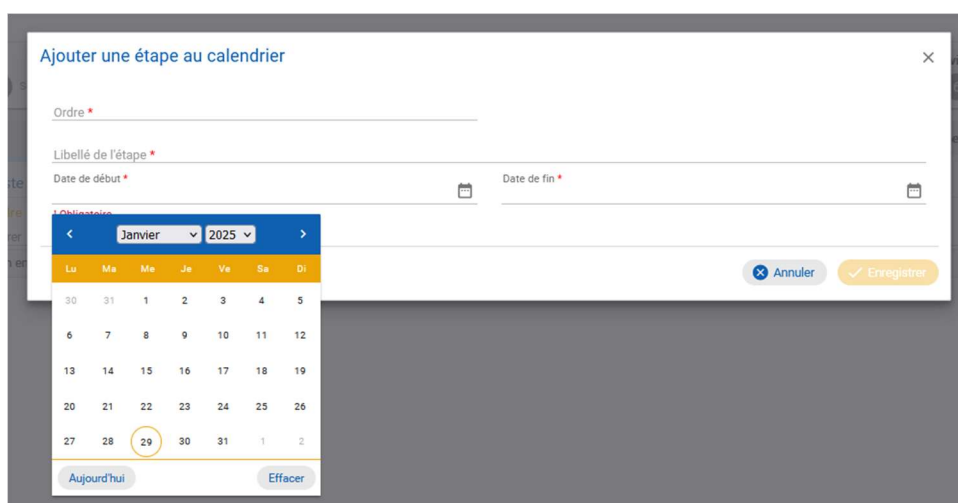 Ajouter une étape au calendrier
Ordre *
Libellé de l'étape *
Date de début *
Date de fin *
* Obligatoire
Janvier 2025
Lu Ma Me Je Ve Sa Di
30 31 1 2 3 4 5
6 7 8 9 10 11 12
13 14 15 16 17 18 19
20 21 22 23 24 25 26
27 28 29 30 31 1 2
Aujourd'hui Effacer
Annuler Enregistrer